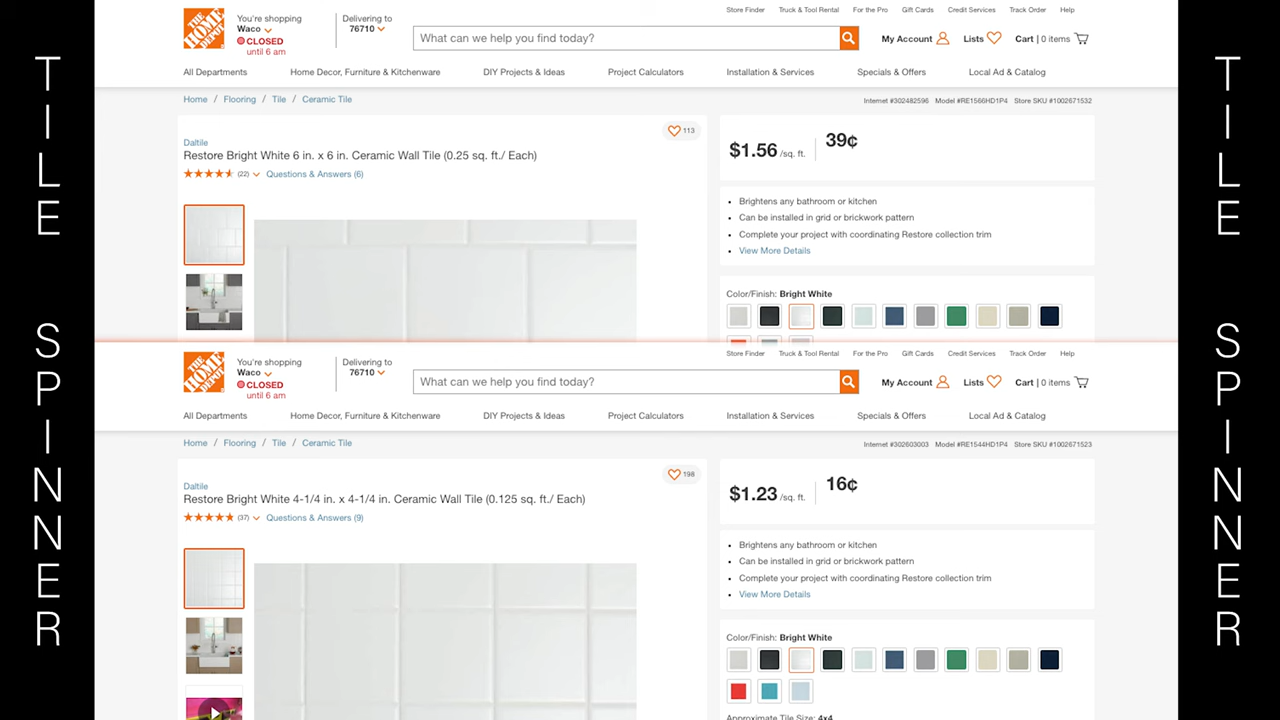 TILE SPINNER
THE HOME DEPOT
You're shopping
Waco
CLOSED
until 6 am
Delivering to
76710
What can we help you find today?
Store Finder Truck & Tool Rental For the Pro Gift Cards Credit Services Track Order Help
My Account Lists Cart | 0 items
All Departments Home Decor, Furniture & Kitchenware DIY Projects & Ideas Project Calculators Installation & Services Specials & Offers Local Ad & Catalog
Home / Flooring / Tile / Ceramic Tile
Internet #302482596 Model #RE1566HD1P4 Store SKU #1002671532
113
Daltile
Restore Bright White 6 in. x 6 in. Ceramic Wall Tile (0.25 sq. ft./ Each)
(22) Questions & Answers (6)
$1.56 /sq. ft. 39¢
Brightens any bathroom or kitchen
Can be installed in grid or brickwork pattern
Complete your project with coordinating Restore collection trim
View More Details
Color/Finish: Bright White
THE HOME DEPOT
You're shopping
Waco
CLOSED
until 6 am
Delivering to
76710
What can we help you find today?
Store Finder Truck & Tool Rental For the Pro Gift Cards Credit Services Track Order Help
My Account Lists Cart | 0 items
All Departments Home Decor, Furniture & Kitchenware DIY Projects & Ideas Project Calculators Installation & Services Specials & Offers Local Ad & Catalog
Home / Flooring / Tile / Ceramic Tile
Internet #302603003 Model #RE1544HD1P4 Store SKU #1002671523
198
Daltile
Restore Bright White 4-1/4 in. x 4-1/4 in. Ceramic Wall Tile (0.125 sq. ft./ Each)
(37) Questions & Answers (9)
$1.23 /sq. ft. 16¢
Brightens any bathroom or kitchen
Can be installed in grid or brickwork pattern
Complete your project with coordinating Restore collection trim
View More Details
Color/Finish: Bright White
Approximate Tile Size: 4x4
TILE SPINNER